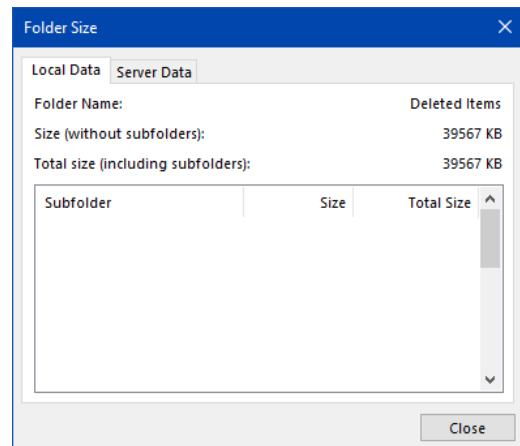 Folder Size
Local Data Server Data
Folder Name: Deleted Items
Size (without subfolders): 39567 KB
Total size (including subfolders): 39567 KB
Subfolder Size Total Size
Close